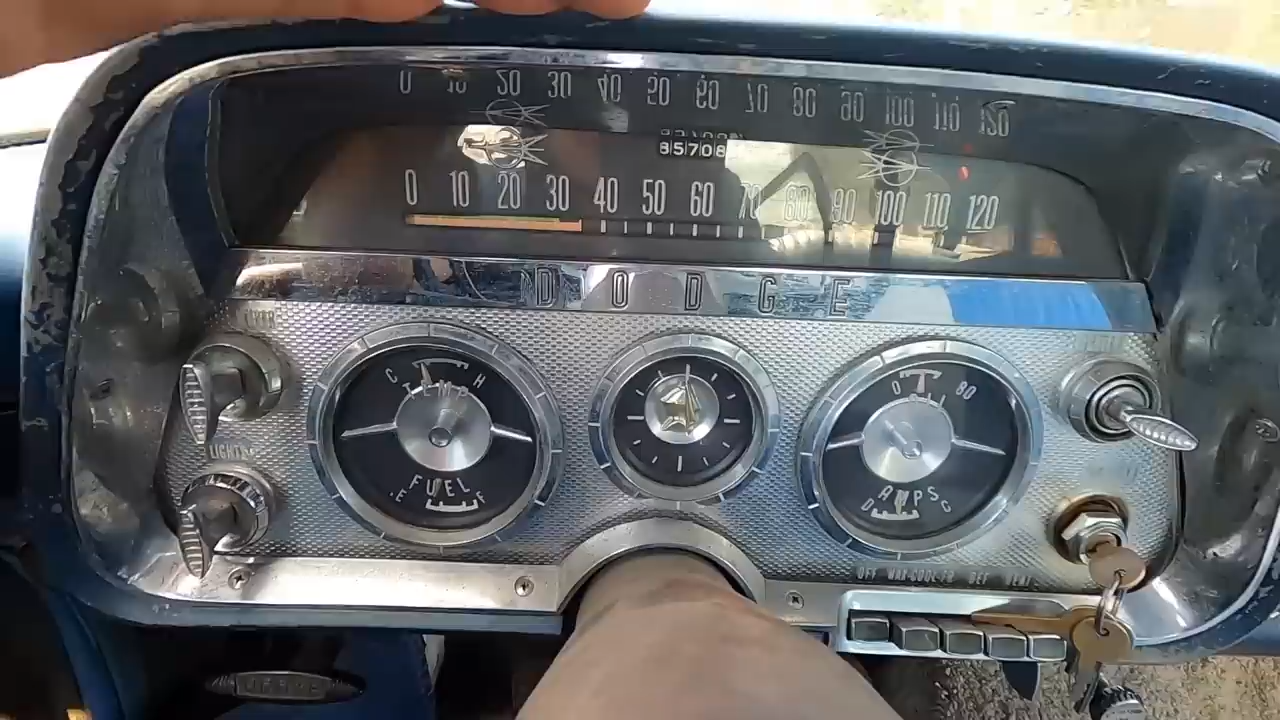 0 10 20 30 40 50 60 70 80 90 100 110 120
85708
0 10 20 30 40 50 60 70 80 90 100 110 120
DODGE
C TEMP H
FUEL
E F
0 OIL 80
AMPS
D C
LIGHTS
OFF MAX-COOL-FR DEF HEAT